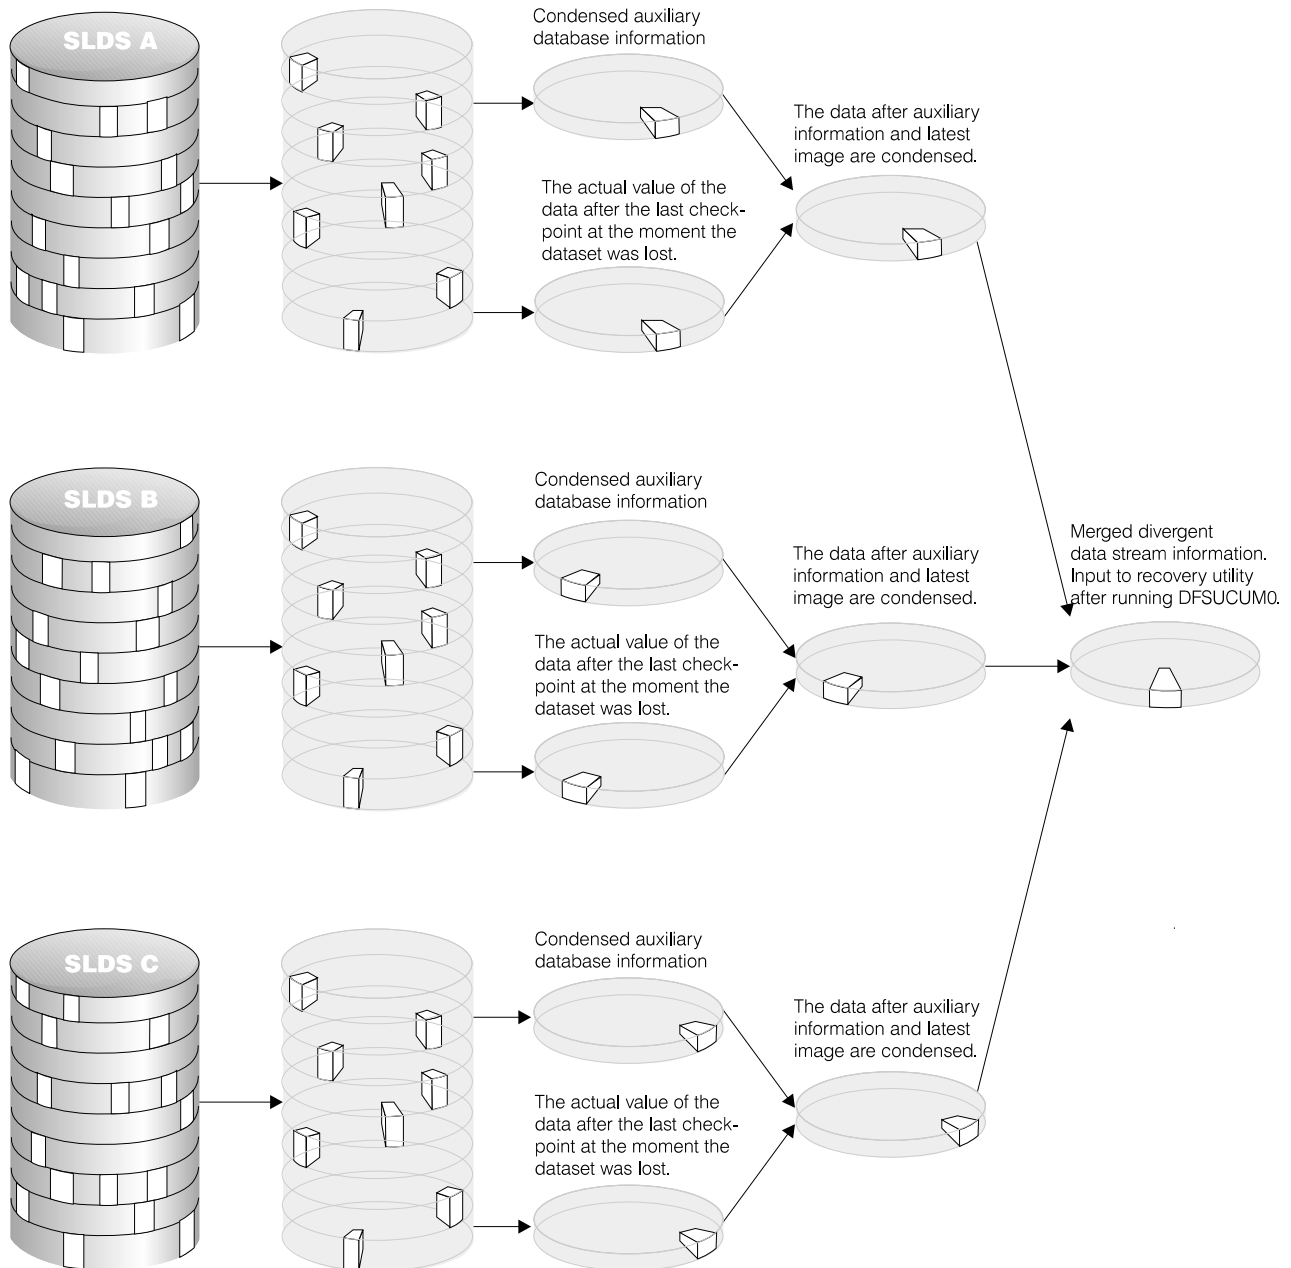 SLDS A
Condensed auxiliary
database information
The data after auxiliary
information and latest
image are condensed.
The actual value of the
data after the last check-
point at the moment the
dataset was lost.
SLDS B
Condensed auxiliary
database information
The data after auxiliary
information and latest
image are condensed.
Merged divergent
data stream information.
Input to recovery utility
after running DFSUCUM0.
The actual value of the
data after the last check-
point at the moment the
dataset was lost.
SLDS C
Condensed auxiliary
database information
The data after auxiliary
information and latest
image are condensed.
The actual value of the
data after the last check-
point at the moment the
dataset was lost.